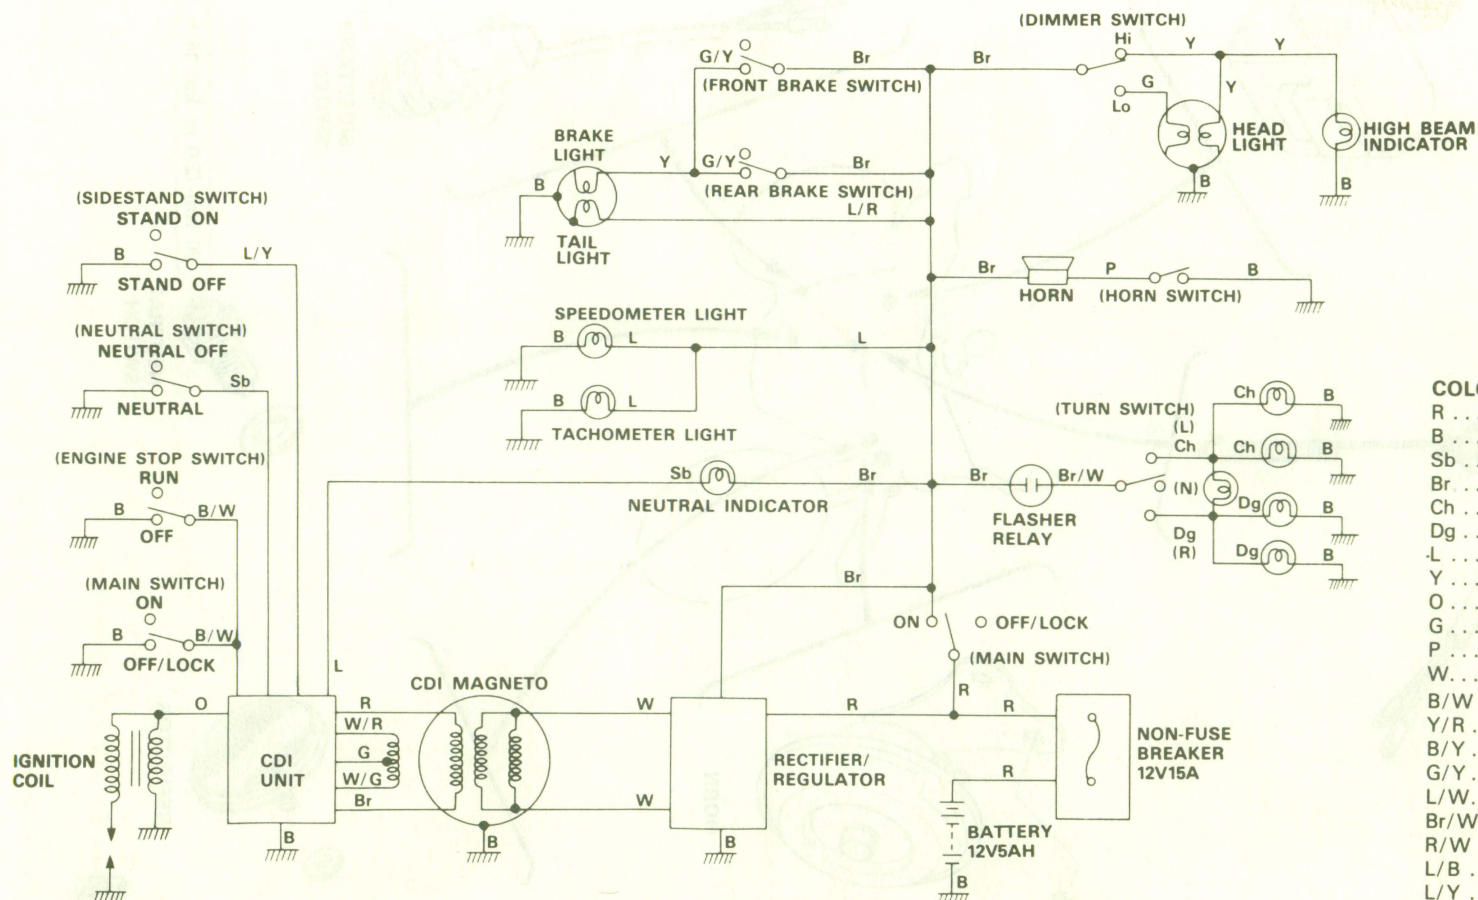 (DIMMER SWITCH)
Hi
Y
Y
G/Y
Br
Br
(FRONT BRAKE SWITCH)
G
Y
Lo
BRAKE
LIGHT
HEAD
LIGHT
HIGH BEAM
INDICATOR
Y
G/Y
Br
B
(REAR BRAKE SWITCH)
B
B
L/R
TAIL
LIGHT
(SIDESTAND SWITCH)
STAND ON
B
L/Y
STAND OFF
Br
P
B
HORN
(HORN SWITCH)
SPEEDOMETER LIGHT
B
L
L
(NEUTRAL SWITCH)
NEUTRAL OFF
Sb
NEUTRAL
B
L
TACHOMETER LIGHT
(TURN SWITCH)
(L)
Ch
Ch
B
Ch
B
(ENGINE STOP SWITCH)
RUN
B
B/W
OFF
Sb
Br
NEUTRAL INDICATOR
Br
Br/W
(N)
FLASHER
RELAY
Dg
B
Dg
(R)
Dg
B
(MAIN SWITCH)
ON
B
B/W
OFF/LOCK
Br
ON
OFF/LOCK
(MAIN SWITCH)
L
CDI MAGNETO
O
R
W/R
G
W/G
Br
W
W
R
R
R
R
IGNITION
COIL
CDI
UNIT
RECTIFIER/
REGULATOR
NON-FUSE
BREAKER
12V15A
B
B
B
BATTERY
12V5AH
B
COLO
R . . .
B . . . .
Sb . .
Br . . .
Ch . .
Dg . .
L . . . .
Y . . .
O . . .
G . . .
P . . . .
W. . .
B/W
Y/R .
B/Y .
G/Y .
L/W.
Br/W
R/W
L/B .
L/Y .